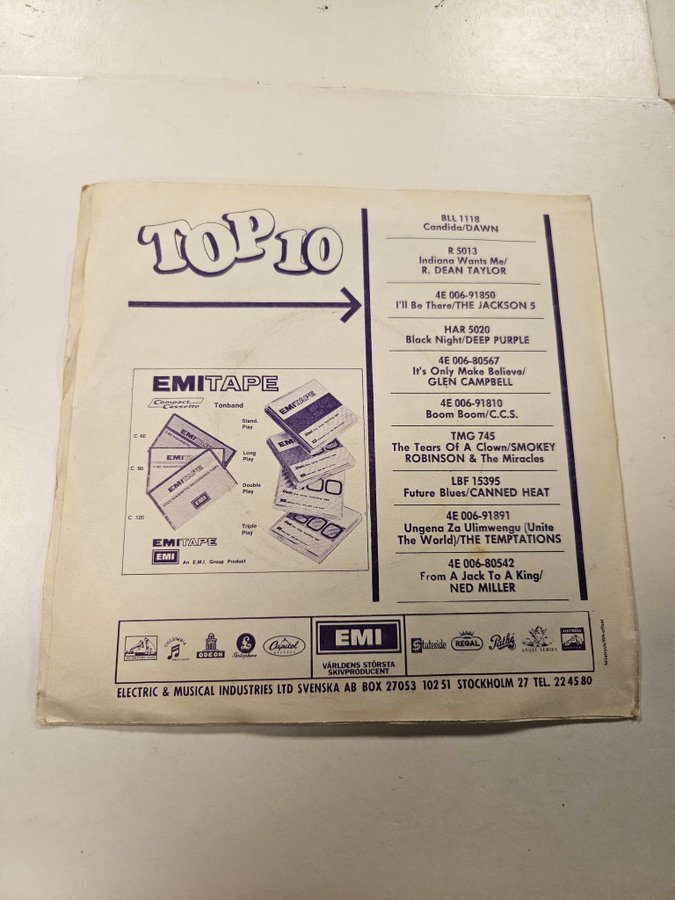 TOP 10
BLL 1118
Candida/DAWN
R 5013
Indiana Wants Me/
R. DEAN TAYLOR
4E 006-91850
I'll Be There/THE JACKSON 5
HAR 5020
Black Night/DEEP PURPLE
4E 006-80567
It's Only Make Believe/
GLEN CAMPBELL
4E 006-91810
Boom Boom/C.C.S.
TMG 745
The Tears Of A Clown/SMOKEY
ROBINSON & The Miracles
LBF 15395
Future Blues/CANNED HEAT
4E 006-91891
Ungena Za Ulimwengu (Unite
The World)/THE TEMPTATIONS
4E 006-80542
From A Jack To A King/
NED MILLER
EMITAPE
Compact
Cassette
Tonband
Stand.
Play
Long
Play
Double
Play
Triple
Play
C 60
C 90
C 120
EMITAPE
EMITAPE
EMI
EMITAPE
EMI
An E.M.I. Group Product
COLUMBIA
ODEON
Parlophone
Capitol
EMI
VÄRLDENS STÖRSTA
SKIVPRODUCENT
Stateside
REGAL
Pathé
ANGEL SERIES
ELECTRIC & MUSICAL INDUSTRIES LTD SVENSKA AB BOX 27053 102 51 STOCKHOLM 27 TEL. 22 45 80